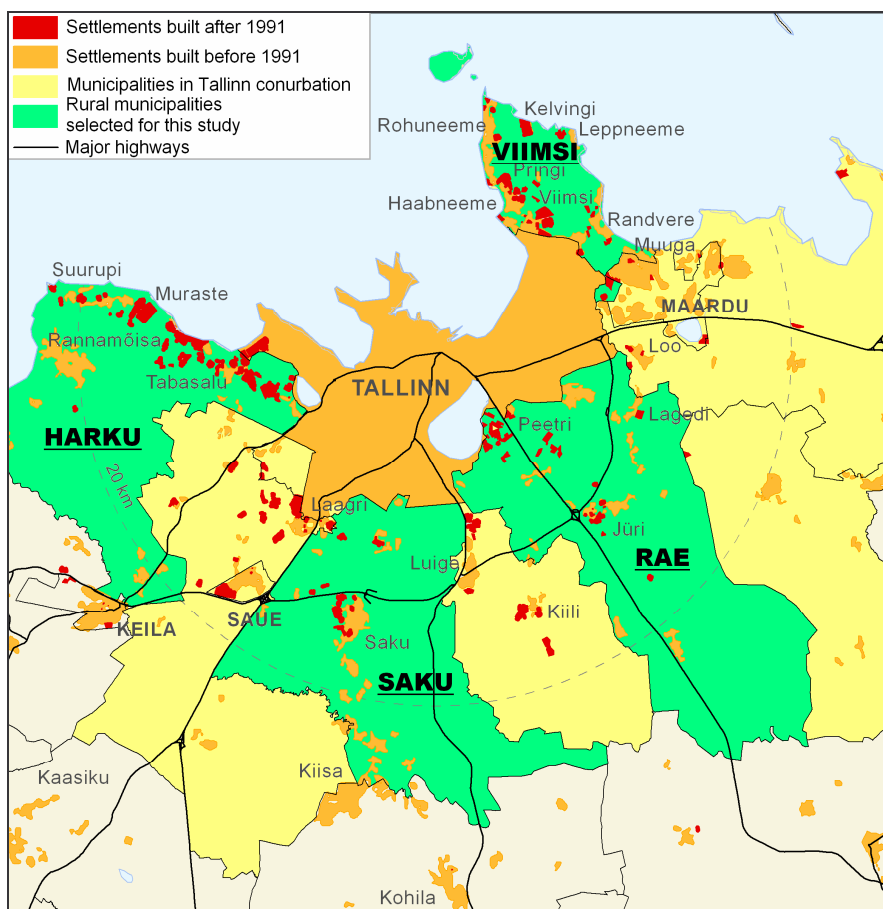 Settlements built after 1991
Settlements built before 1991
Municipalities in Tallinn conurbation
Rural municipalities
selected for this study
Major highways
Kelvingi
Rohuneeme
Leppneeme
VIIMSI
Pringi
Haabneeme
Viimsi
Randvere
Muuga
Suurupi
Muraste
MAARDU
Rannamõisa
Loo
Tabasalu
TALLINN
Lagedi
Peetri
HARKU
20 km
Laagri
Jüri
Luige
RAE
Kiili
SAUE
KEILA
Saku
SAKU
Kiisa
Kaasiku
Kohila